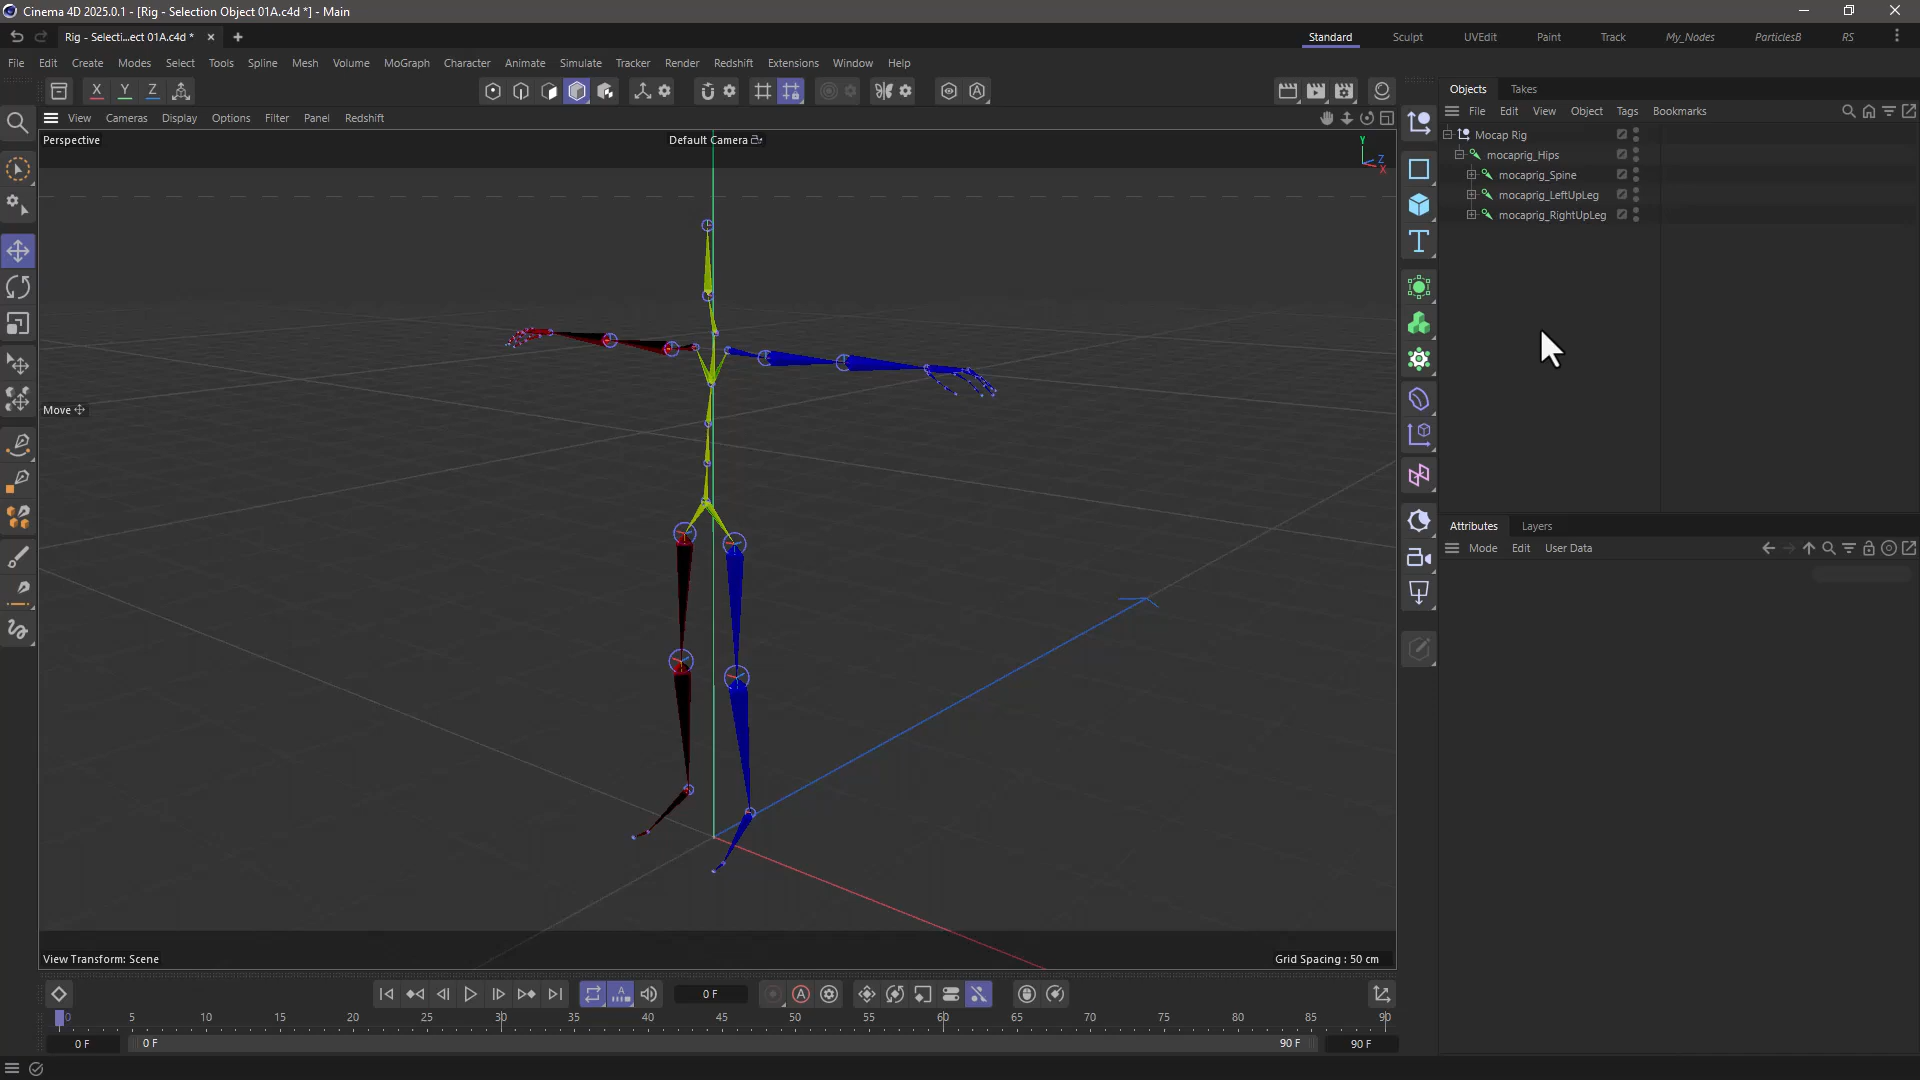 Cinema 4D 2025.0.1 - [Rig - Selection Object 01A.c4d *] - Main
Rig - Selecti...ect 01A.c4d *
Standard
Sculpt
UVEdit
Paint
Track
My_Nodes
ParticlesB
RS
File Edit Create Modes Select Tools Spline Mesh Volume MoGraph Character Animate Simulate Tracker Render Redshift Extensions Window Help
X Y Z
Objects Takes
File Edit View Object Tags Bookmarks
View Cameras Display Options Filter Panel Redshift
Perspective
Default Camera
Y
Z
X
Mocap Rig
mocaprig_Hips
mocaprig_Spine
mocaprig_LeftUpLeg
mocaprig_RightUpLeg
Move
Attributes Layers
Mode Edit User Data
View Transform: Scene
Grid Spacing : 50 cm
A
0 F
A
0 5 10 15 20 25 30 35 40 45 50 55 60 65 70 75 80 85 90
0 F
0 F
90 F
90 F